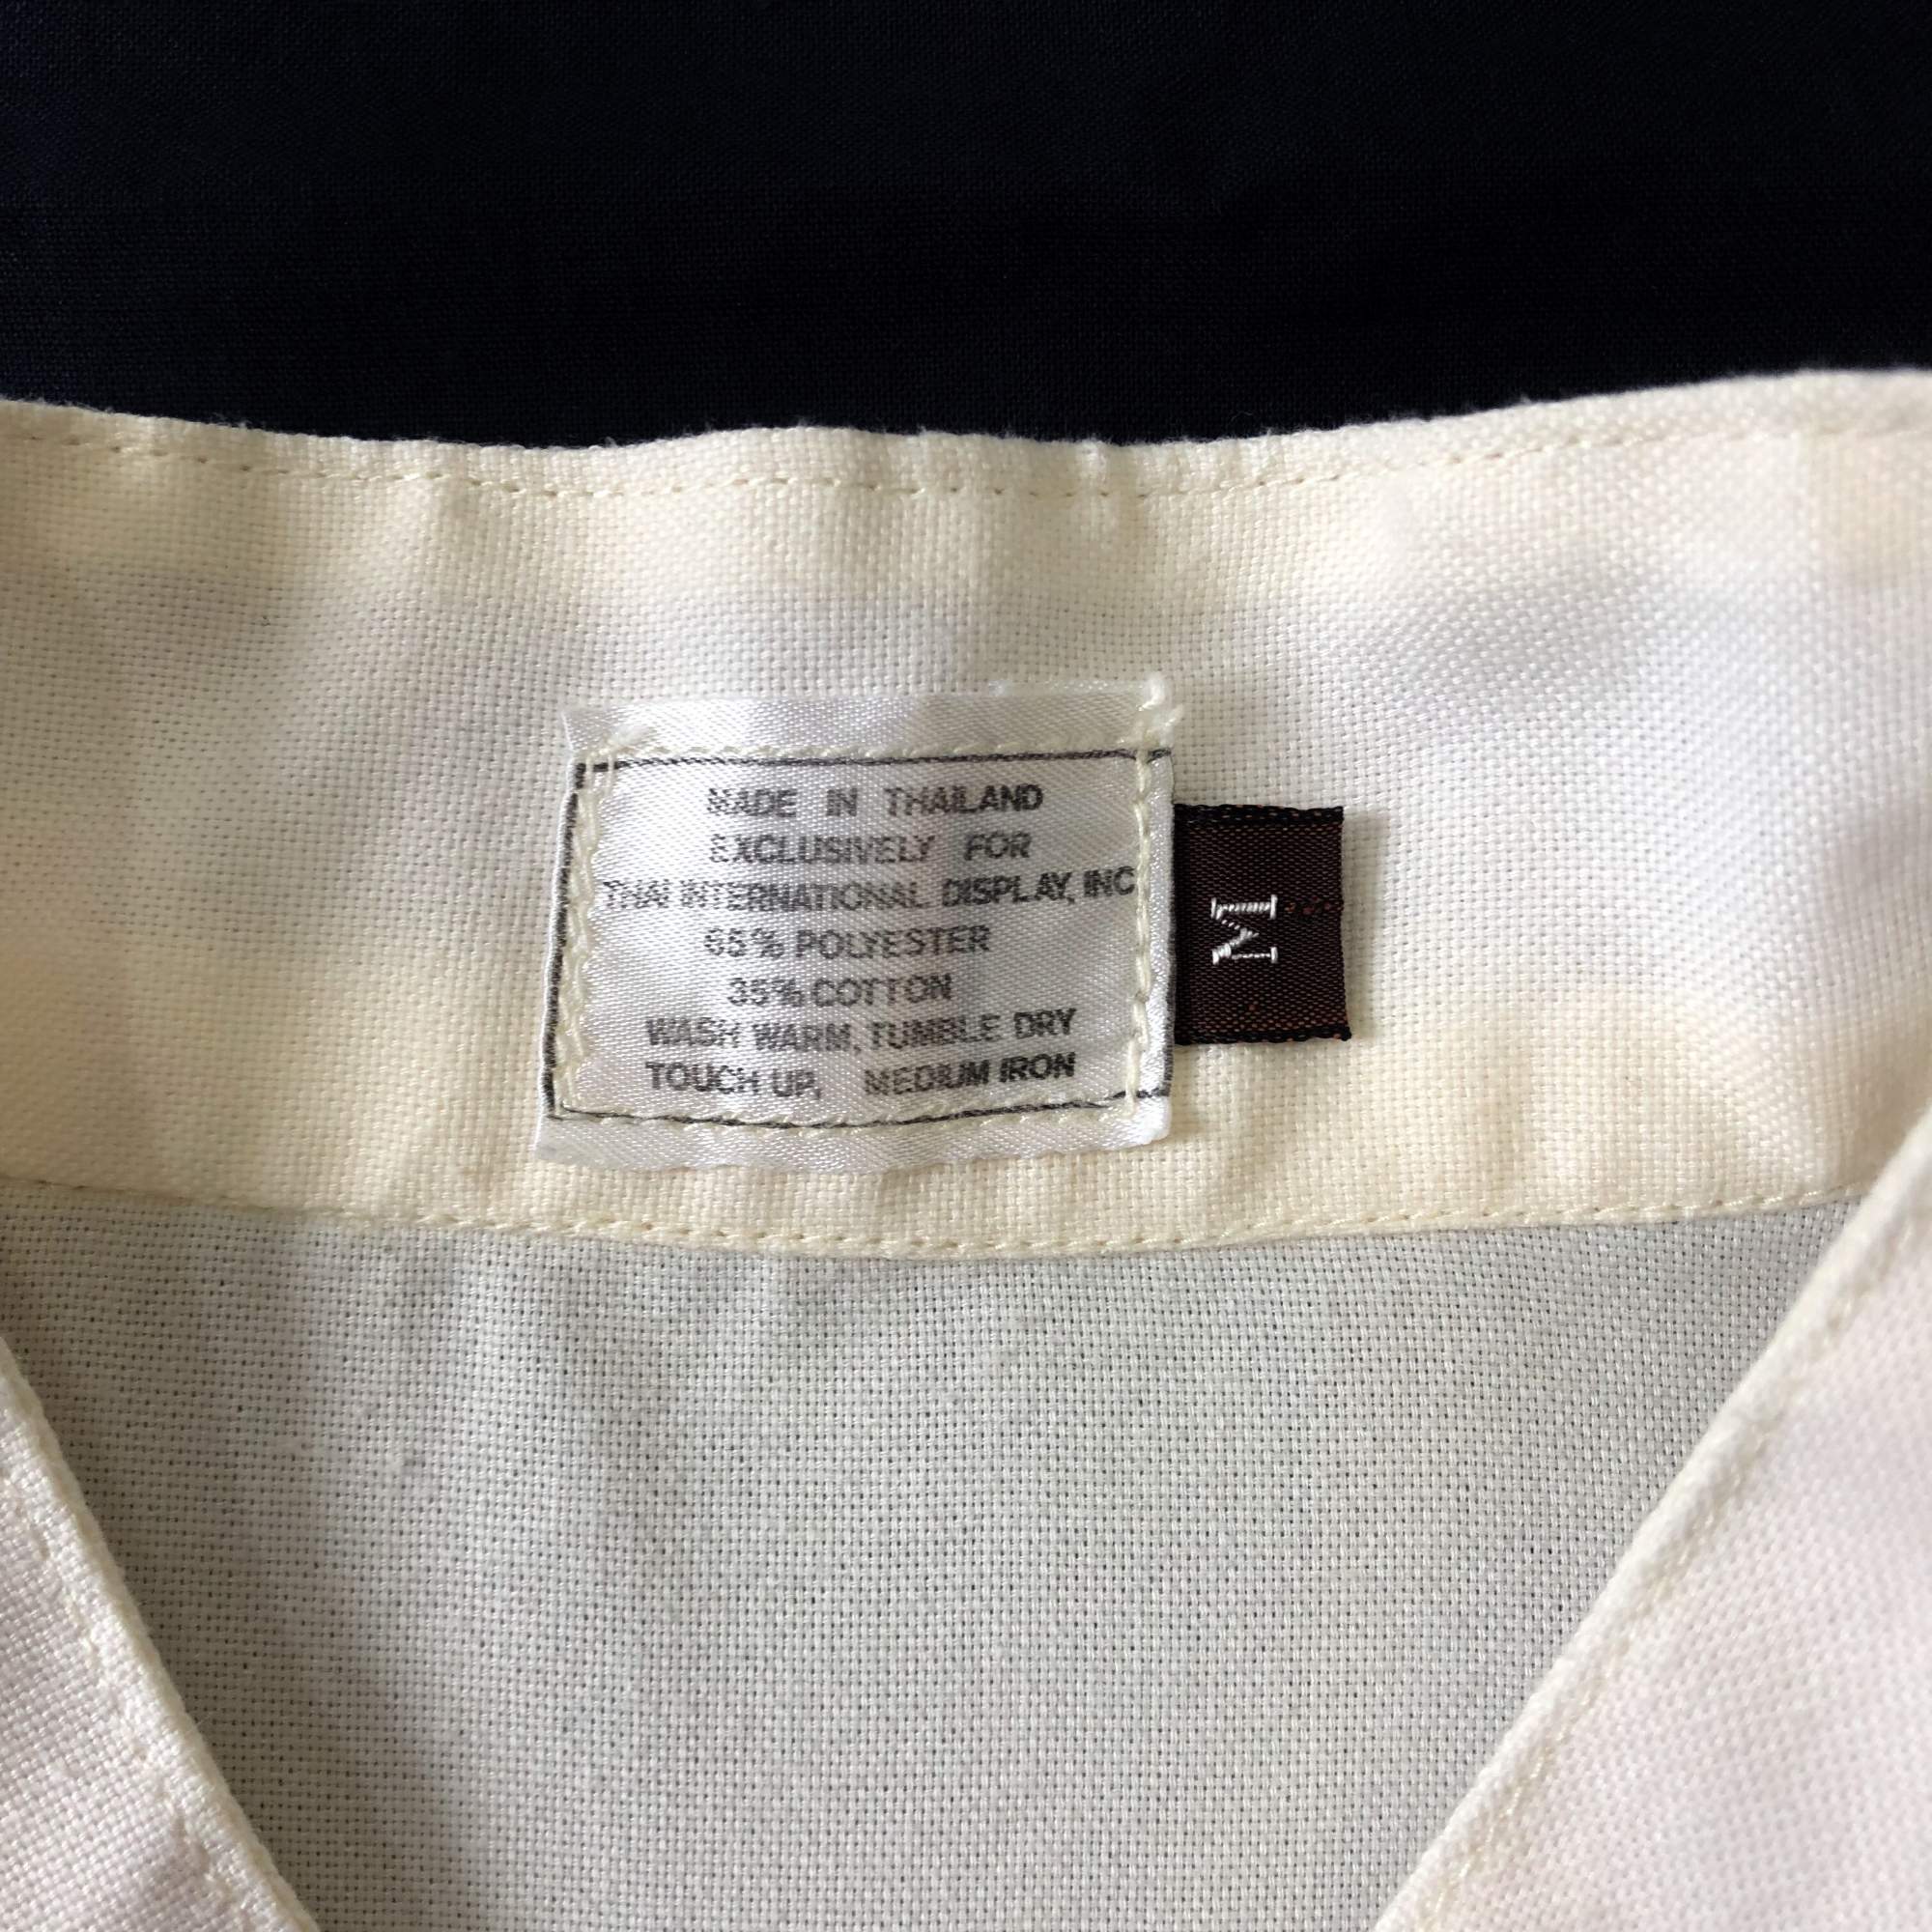 MADE IN THAILAND
EXCLUSIVELY FOR
THAI INTERNATIONAL DISPLAY, INC
65% POLYESTER
35% COTTON
WASH WARM, TUMBLE DRY
TOUCH UP, MEDIUM IRON
M